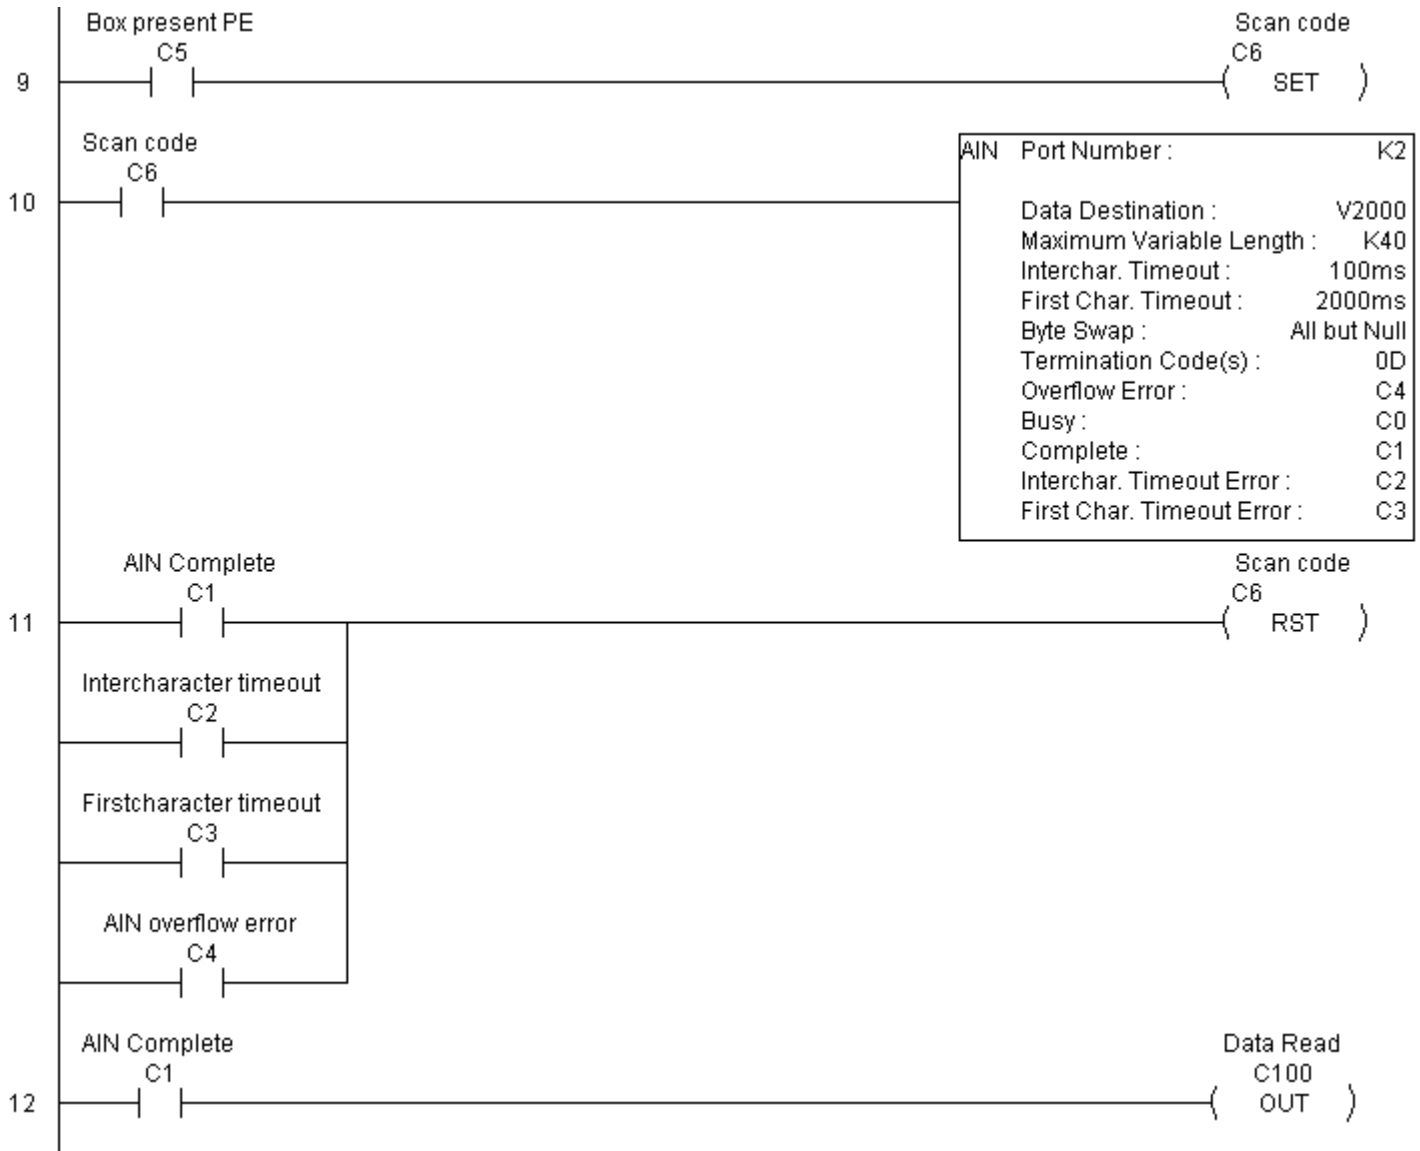 Box present PE
C5
Scan code
C6
9
SET
Scan code
C6
10
AIN Port Number : K2
Data Destination : V2000
Maximum Variable Length : K40
Interchar. Timeout : 100ms
First Char. Timeout : 2000ms
Byte Swap : All but Null
Termination Code(s) : 0D
Overflow Error : C4
Busy : C0
Complete : C1
Interchar. Timeout Error : C2
First Char. Timeout Error : C3
AIN Complete
C1
Scan code
C6
11
RST
Intercharacter timeout
C2
Firstcharacter timeout
C3
AIN overflow error
C4
AIN Complete
C1
Data Read
C100
12
OUT